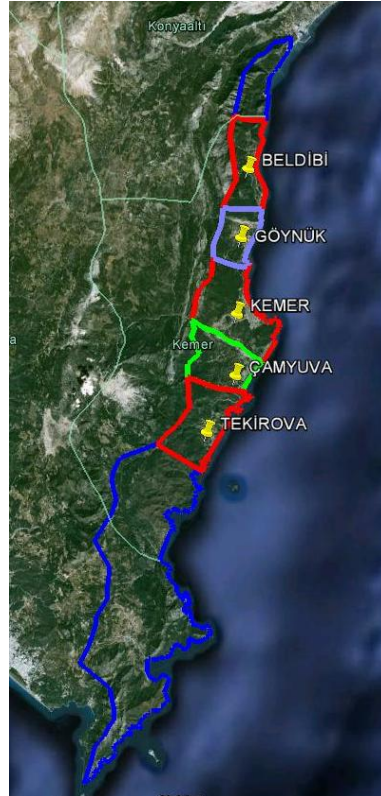 Konyaaltı
BELDİBİ
GÖYNÜK
KEMER
Kemer
ÇAMYUVA
TEKİROVA